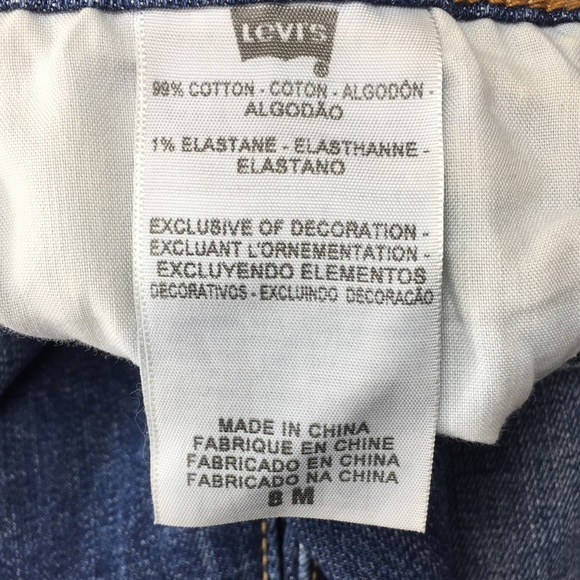 LEVI'S
99% COTTON - COTON - ALGODÓN -
ALGODÃO
1% ELASTANE - ELASTHANNE -
ELASTANO
EXCLUSIVE OF DECORATION -
EXCLUANT L'ORNEMENTATION -
EXCLUYENDO ELEMENTOS
DECORATIVOS - EXCLUINDO DECORAÇÃO
MADE IN CHINA
FABRIQUE EN CHINE
FABRICADO EN CHINA
FABRICADO NA CHINA
8 M